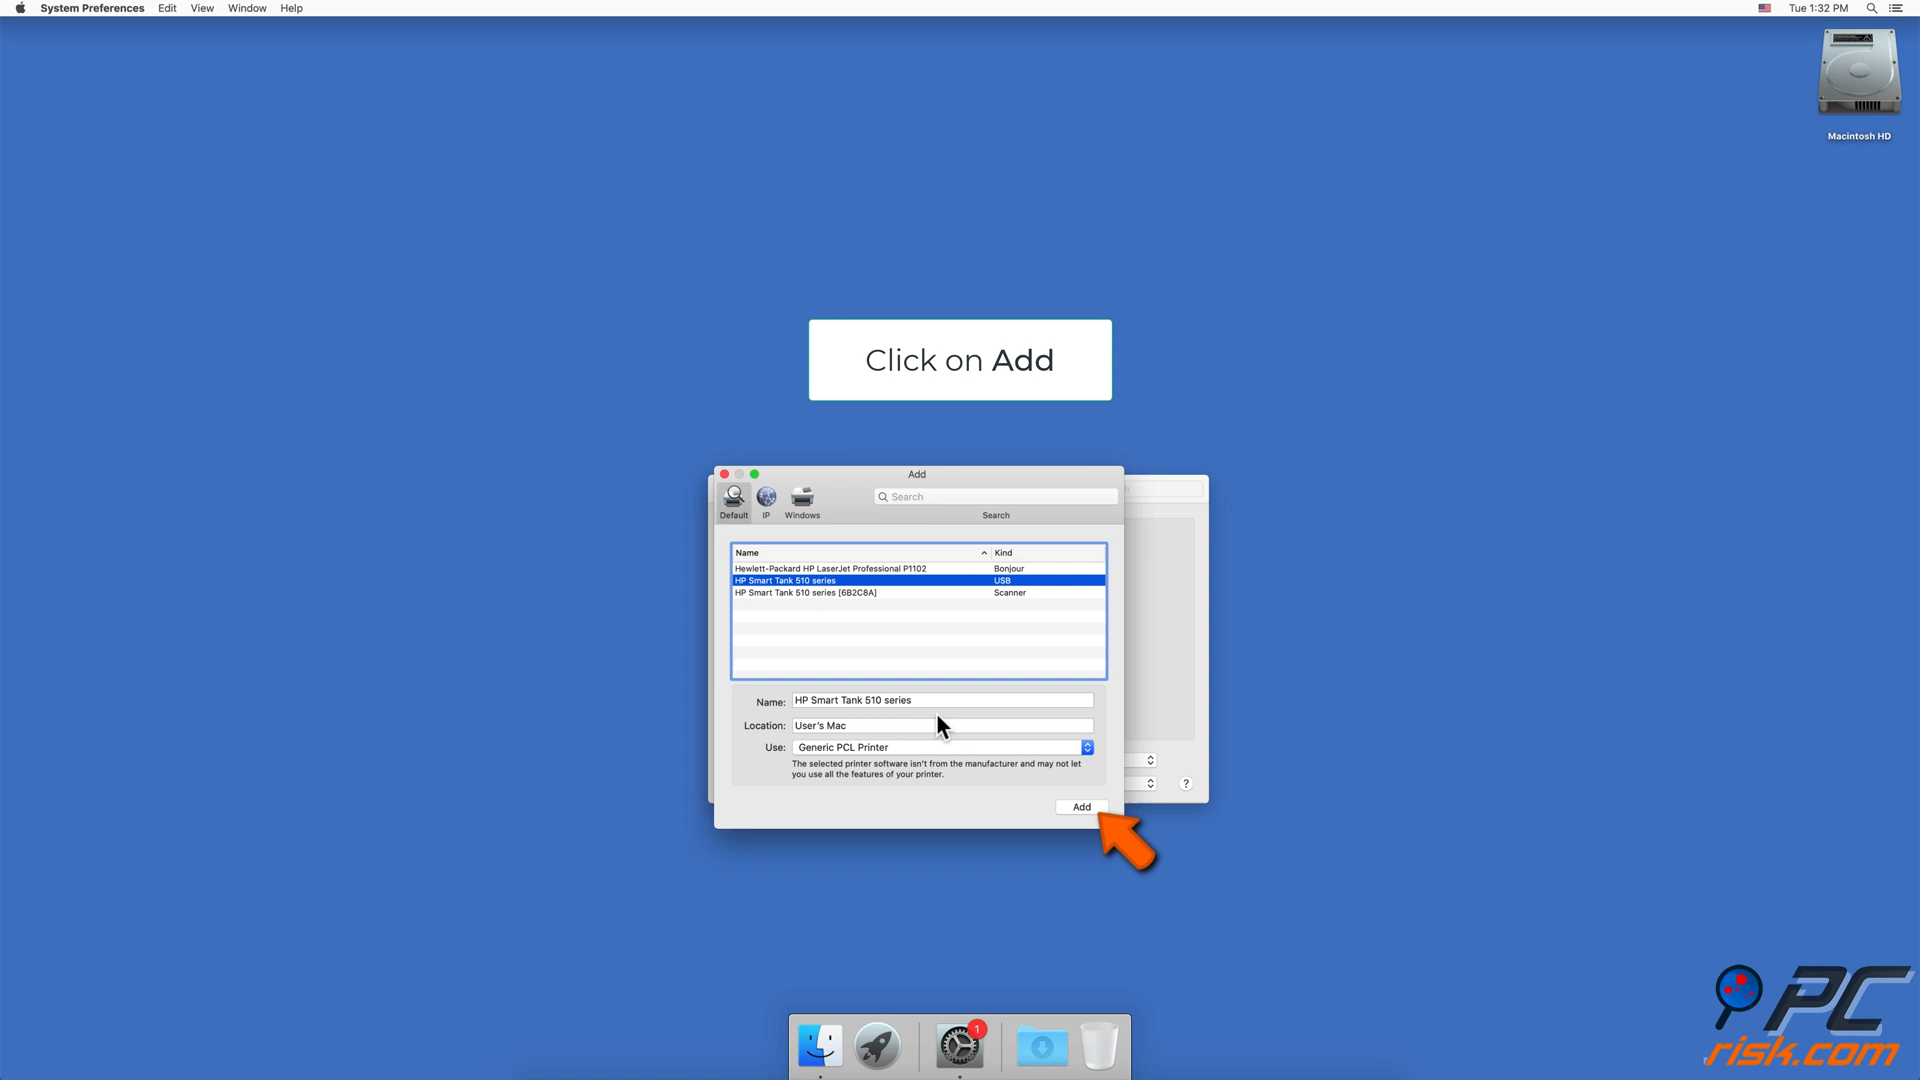 System Preferences Edit View Window Help
Tue 1:32 PM
Macintosh HD
Click on Add
Add
Default IP Windows
Search
Search
Name Kind
Hewlett-Packard HP LaserJet Professional P1102 Bonjour
HP Smart Tank 510 series USB
HP Smart Tank 510 series [6B2C8A] Scanner
Name: HP Smart Tank 510 series
Location: User's Mac
Use: Generic PCL Printer
The selected printer software isn't from the manufacturer and may not let
you use all the features of your printer.
?
Add
1
PC
risk.com